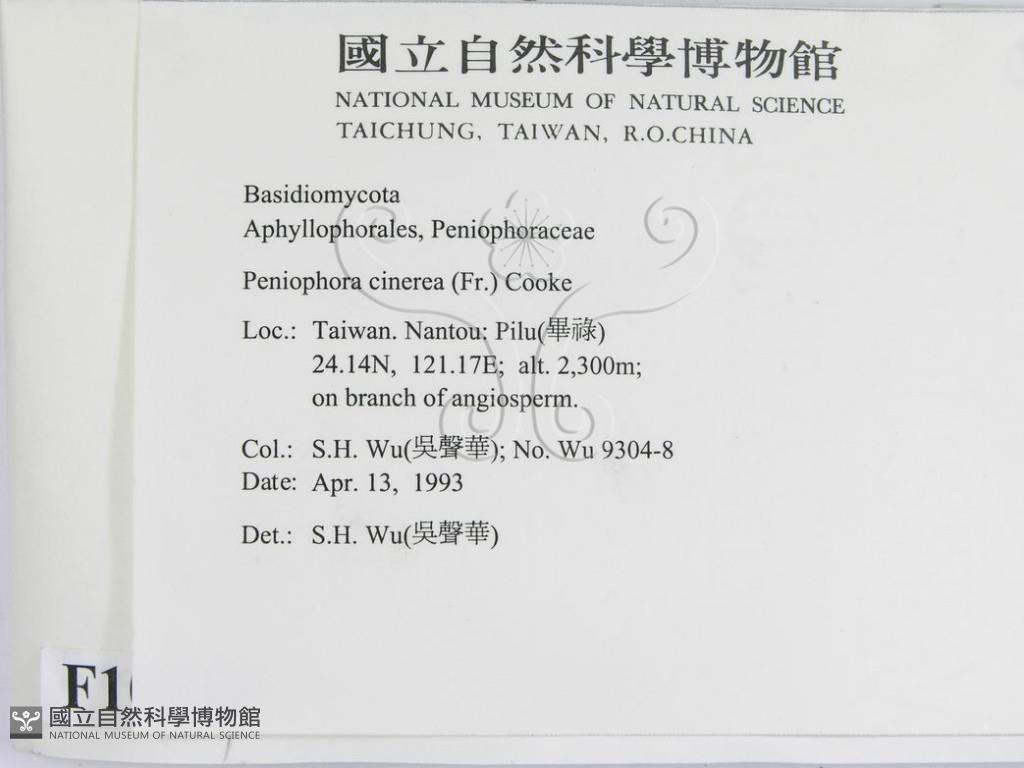 國立自然科學博物館
NATIONAL MUSEUM OF NATURAL SCIENCE
TAICHUNG, TAIWAN, R.O.CHINA
Basidiomycota
Aphyllophorales, Peniophoraceae
Peniophora cinerea (Fr.) Cooke
Loc.: Taiwan. Nantou: Pilu(畢祿)
24.14N, 121.17E; alt. 2,300m;
on branch of angiosperm.
Col.: S.H. Wu(吳聲華); No. Wu 9304-8
Date: Apr. 13, 1993
Det.: S.H. Wu(吳聲華)
F1
國立自然科學博物館
NATIONAL MUSEUM OF NATURAL SCIENCE